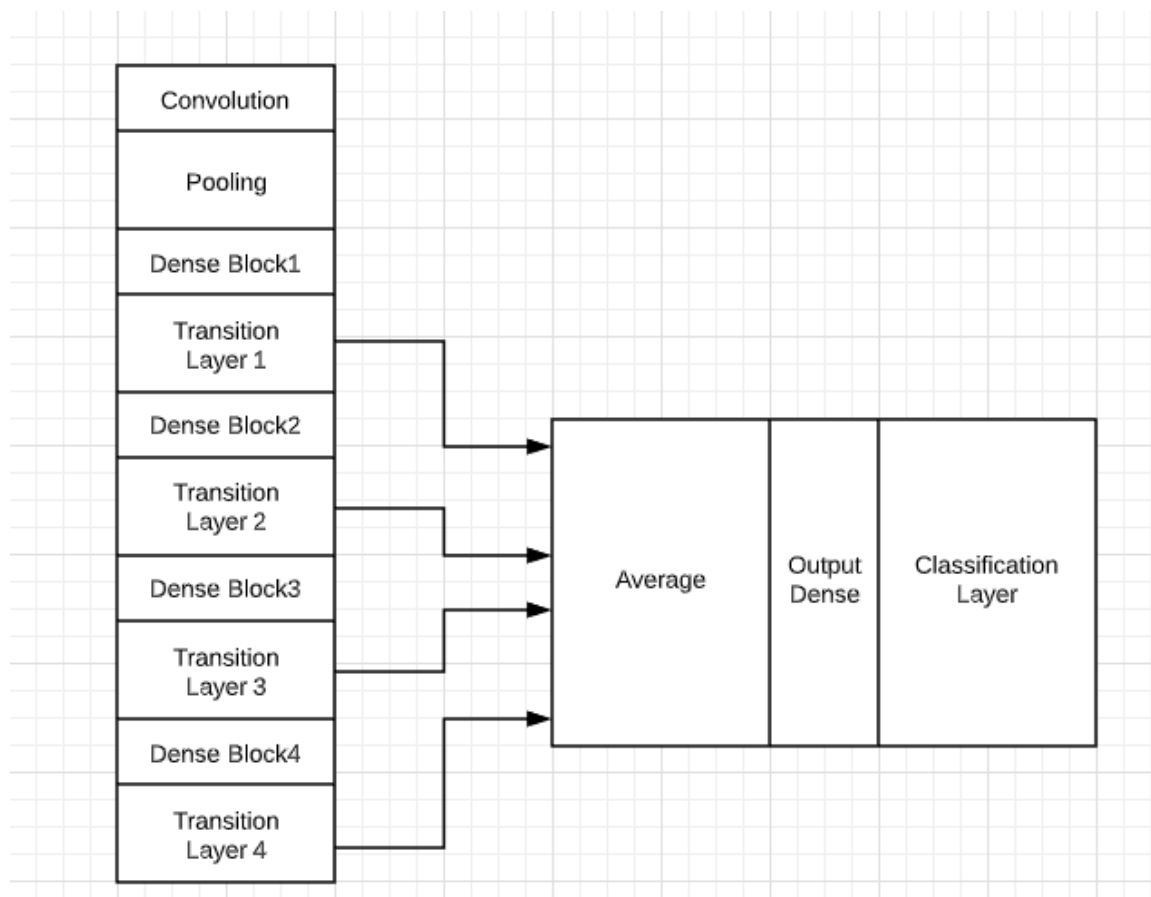 Convolution
Pooling
Dense Block1
Transition
Layer 1
Dense Block2
Transition
Layer 2
Dense Block3
Transition
Layer 3
Dense Block4
Transition
Layer 4
Average
Output
Dense
Classification
Layer